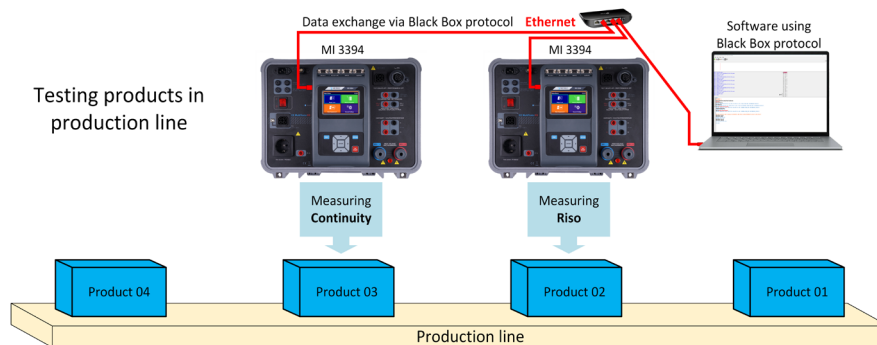 Data exchange via Black Box protocol Ethernet
Software using
Black Box protocol
MI 3394
MI 3394
Testing products in
production line
Measuring
Continuity
Measuring
Riso
Product 04
Product 03
Product 02
Product 01
Production line